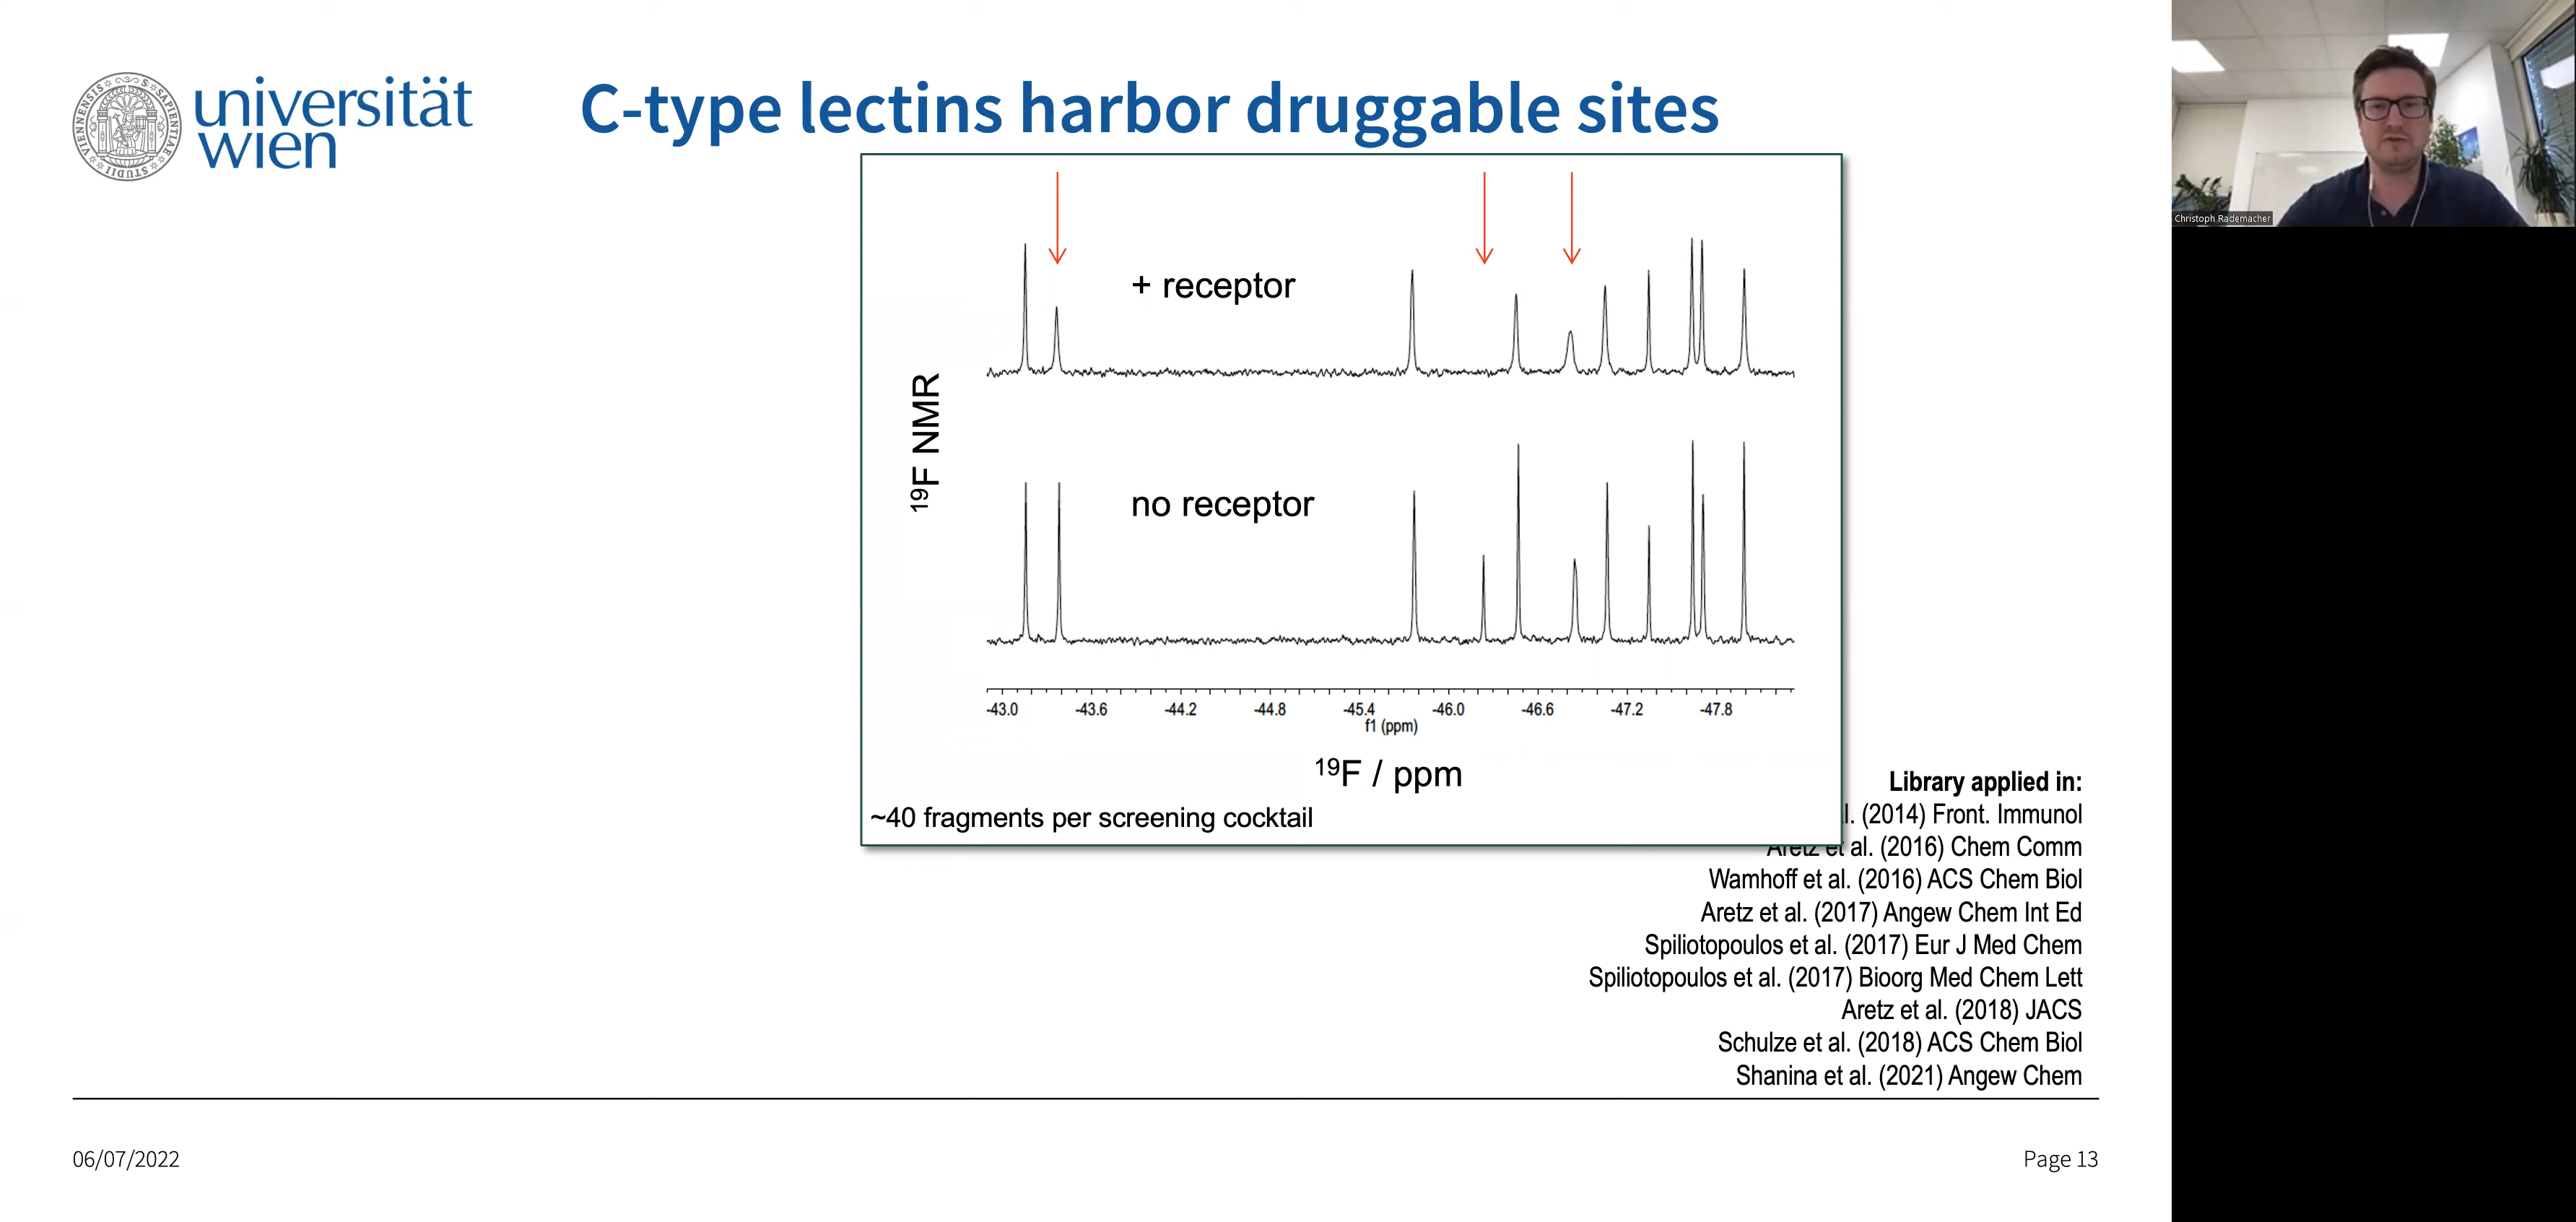 universität
wien
C-type lectins harbor druggable sites
Christoph Rademacher
+ receptor
¹⁹F NMR
no receptor
-43.0 -43.6 -44.2 -44.8 -45.4 -46.0 -46.6 -47.2 -47.8
f1 (ppm)
¹⁹F / ppm
~40 fragments per screening cocktail
Library applied in:
l. (2014) Front. Immunol
Aretz et al. (2016) Chem Comm
Wamhoff et al. (2016) ACS Chem Biol
Aretz et al. (2017) Angew Chem Int Ed
Spiliotopoulos et al. (2017) Eur J Med Chem
Spiliotopoulos et al. (2017) Bioorg Med Chem Lett
Aretz et al. (2018) JACS
Schulze et al. (2018) ACS Chem Biol
Shanina et al. (2021) Angew Chem
06/07/2022
Page 13